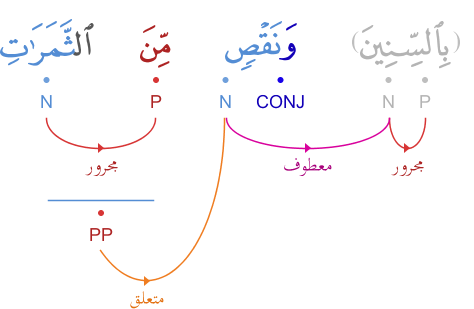 (بِٱلسِّنِينَ) وَنَقْصٍ مِّنَ ٱلثَّمَرَٰتِ
P N CONJ N P N
مجرور معطوف مجرور
PP
متعلق